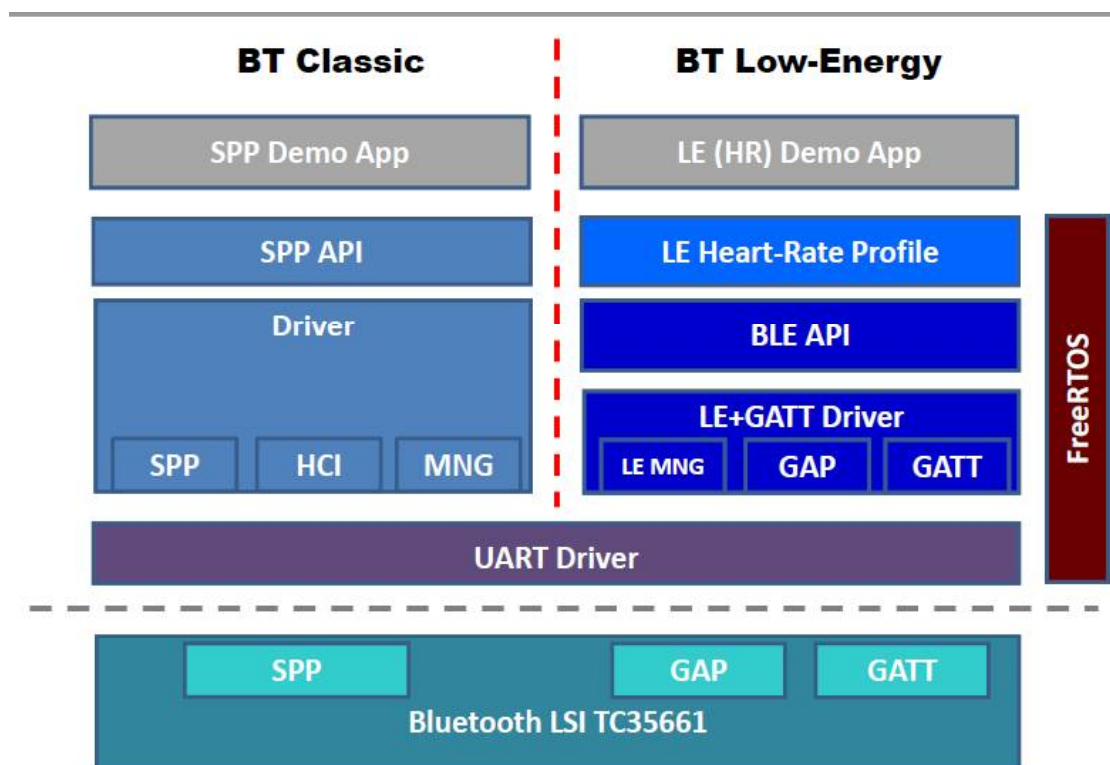 BT Classic
BT Low-Energy
SPP Demo App
LE (HR) Demo App
SPP API
LE Heart-Rate Profile
Driver
BLE API
LE+GATT Driver
SPP
HCI
MNG
LE MNG
GAP
GATT
FreeRTOS
UART Driver
SPP
GAP
GATT
Bluetooth LSI TC35661